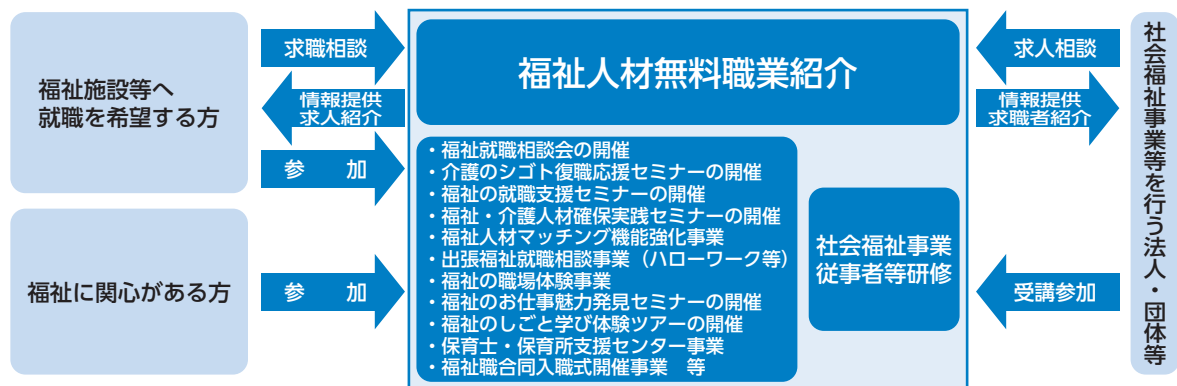 福祉施設等へ
就職を希望する方
福祉に関心がある方
求職相談
情報提供
求人紹介
参　加
参　加
福祉人材無料職業紹介
・福祉就職相談会の開催
・介護のシゴト復職応援セミナーの開催
・福祉の就職支援セミナーの開催
・福祉・介護人材確保実践セミナーの開催
・福祉人材マッチング機能強化事業
・出張福祉就職相談事業（ハローワーク等）
・福祉の職場体験事業
・福祉のお仕事魅力発見セミナーの開催
・福祉のしごと学び体験ツアーの開催
・保育士・保育所支援センター事業
・福祉職合同入職式開催事業　等
社会福祉事業
従事者等研修
求人相談
情報提供
求職者紹介
受講参加
社会福祉事業等を行う法人・団体等